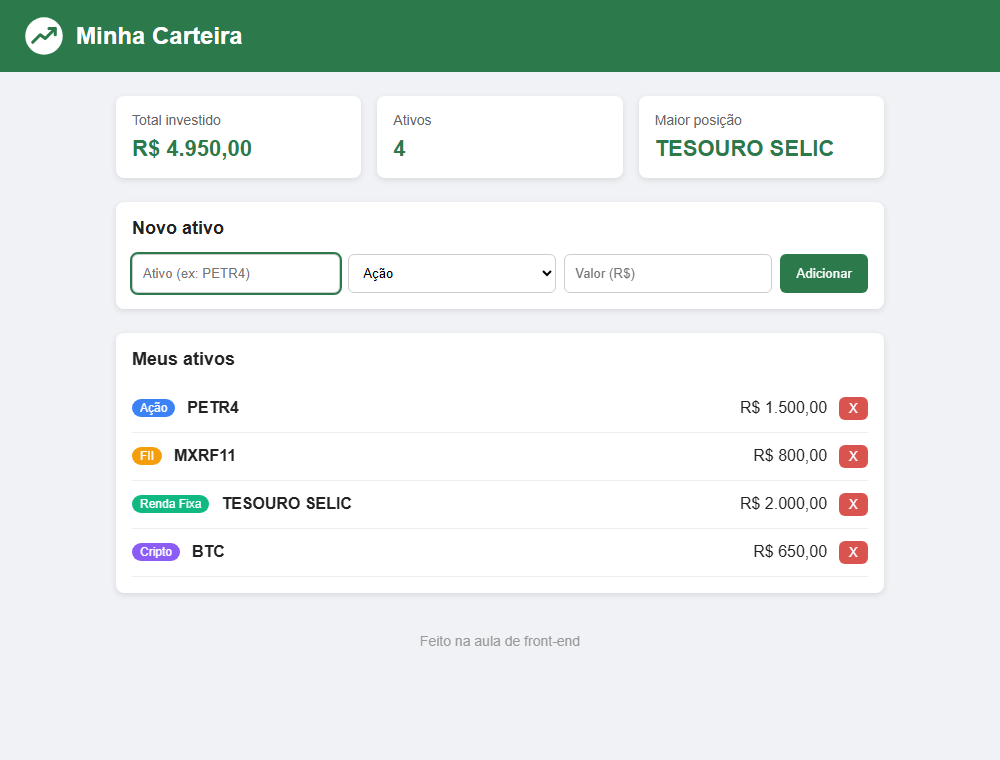 Minha Carteira
Total investido
R$ 4.950,00
Ativos
4
Maior posição
TESOURO SELIC
Novo ativo
Ativo (ex: PETR4)
Ação
Valor (R$)
Adicionar
Meus ativos
Ação PETR4 R$ 1.500,00 X
FII MXRF11 R$ 800,00 X
Renda Fixa TESOURO SELIC R$ 2.000,00 X
Cripto BTC R$ 650,00 X
Feito na aula de front-end